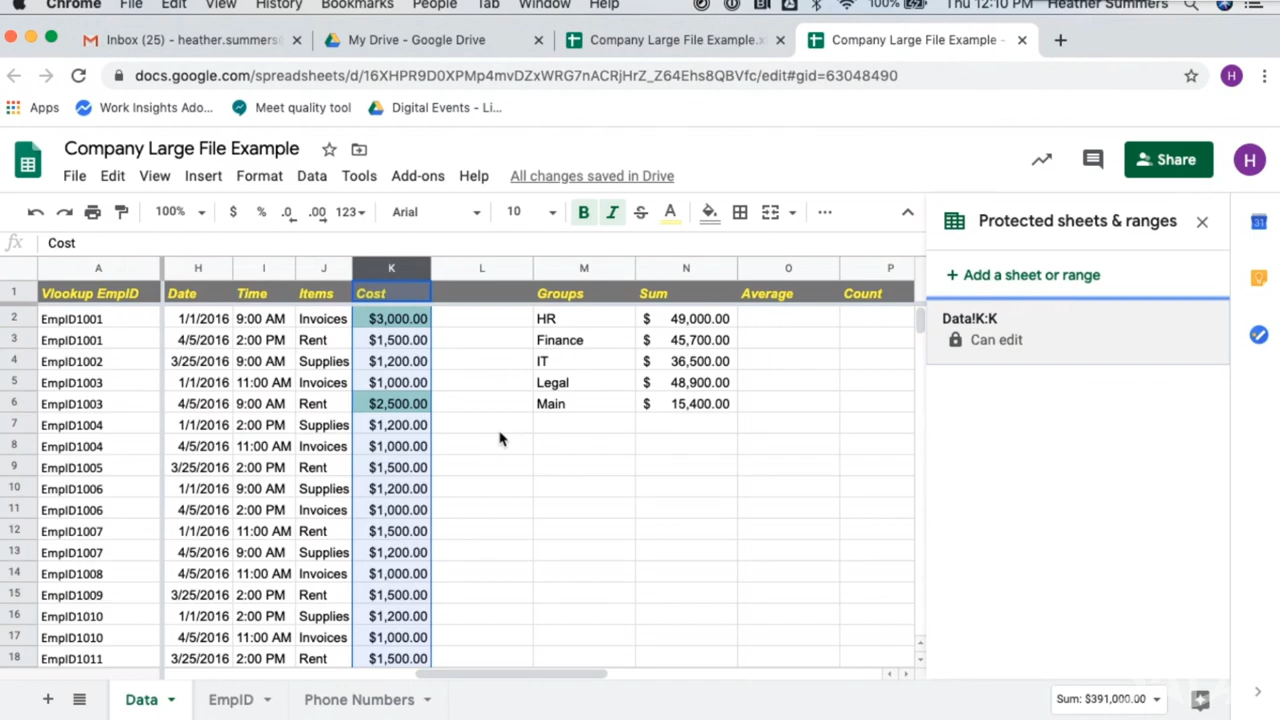 Chrome File Edit View History Bookmarks People Tab Window Help 100% Thu 12:10 PM Heather Summers
Inbox (25) - heather.summers@ My Drive - Google Drive Company Large File Example.x Company Large File Example -
docs.google.com/spreadsheets/d/16XHPR9D0XPMp4mvDZxWRG7nACRjHrZ_Z64Ehs8QBVfc/edit#gid=63048490 H
Apps Work Insights Ado... Meet quality tool Digital Events - Li...
Company Large File Example
Share H
File Edit View Insert Format Data Tools Add-ons Help All changes saved in Drive
100% $ % .0 .00 123 Arial 10 B I S A
Protected sheets & ranges
fx Cost
A H I J K L M N O P
+ Add a sheet or range
1 Vlookup EmpID Date Time Items Cost Groups Sum Average Count
Data!K:K
Can edit
2 EmpID1001 1/1/2016 9:00 AM Invoices $3,000.00 HR $ 49,000.00
3 EmpID1001 4/5/2016 2:00 PM Rent $1,500.00 Finance $ 45,700.00
4 EmpID1002 3/25/2016 9:00 AM Supplies $1,200.00 IT $ 36,500.00
5 EmpID1003 1/1/2016 11:00 AM Invoices $1,000.00 Legal $ 48,900.00
6 EmpID1003 4/5/2016 9:00 AM Rent $2,500.00 Main $ 15,400.00
7 EmpID1004 1/1/2016 2:00 PM Supplies $1,200.00
8 EmpID1004 4/5/2016 11:00 AM Invoices $1,000.00
9 EmpID1005 3/25/2016 2:00 PM Rent $1,500.00
10 EmpID1006 1/1/2016 9:00 AM Supplies $1,200.00
11 EmpID1006 4/5/2016 2:00 PM Invoices $1,000.00
12 EmpID1007 1/1/2016 11:00 AM Rent $1,500.00
13 EmpID1007 4/5/2016 9:00 AM Supplies $1,200.00
14 EmpID1008 4/5/2016 11:00 AM Invoices $1,000.00
15 EmpID1009 3/25/2016 2:00 PM Rent $1,500.00
16 EmpID1010 1/1/2016 2:00 PM Supplies $1,200.00
17 EmpID1010 4/5/2016 11:00 AM Invoices $1,000.00
18 EmpID1011 3/25/2016 2:00 PM Rent $1,500.00
+ Data EmpID Phone Numbers Sum: $391,000.00